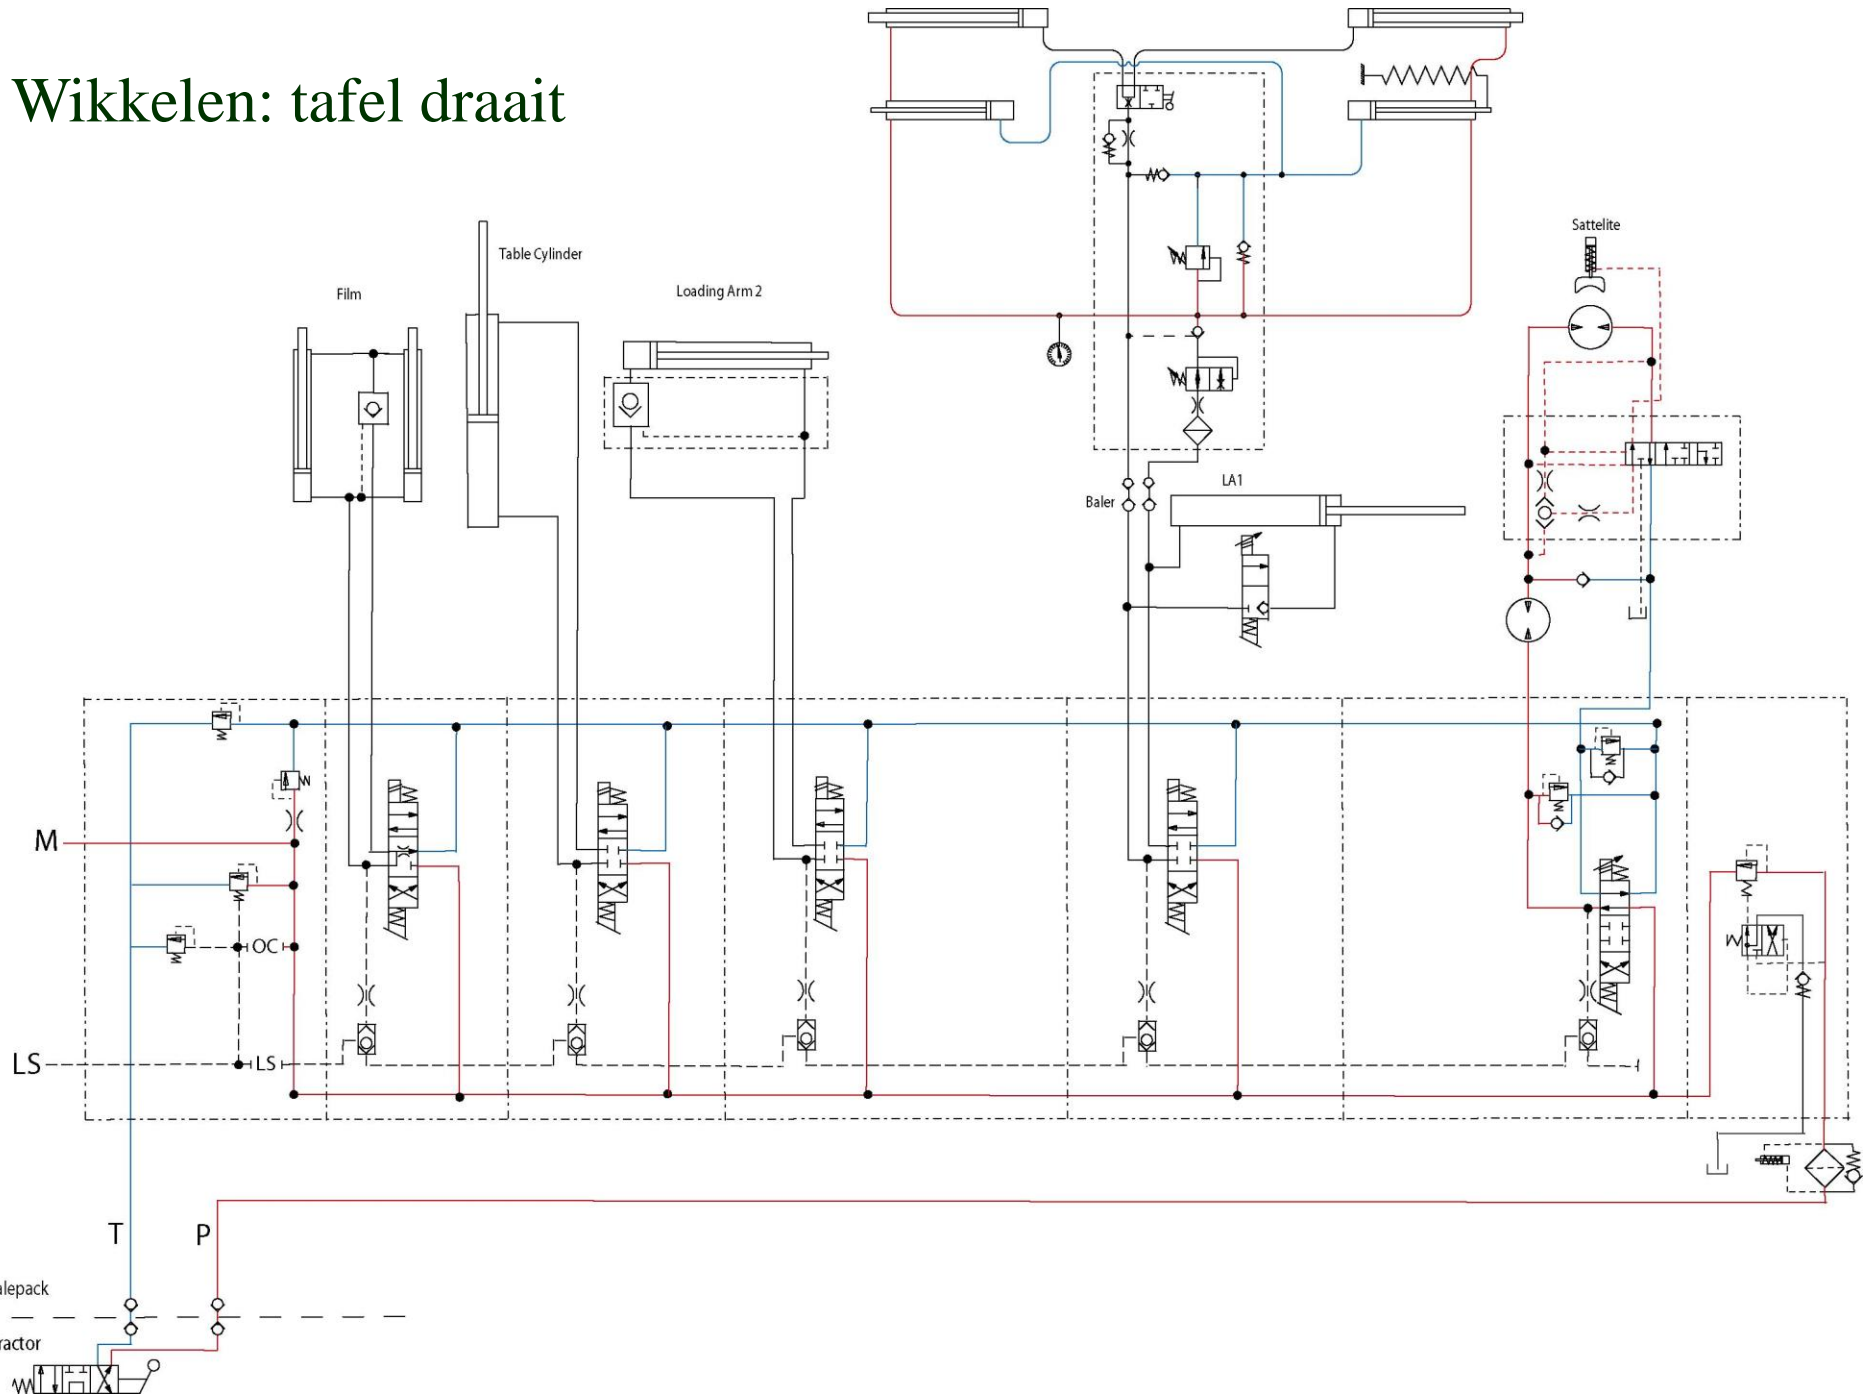 Wikkelen: tafel draait
Sattelite
Table Cylinder
Film
Loading Arm 2
LA1
Baler
M
OC
LS
LS
T
P
alepack
ractor